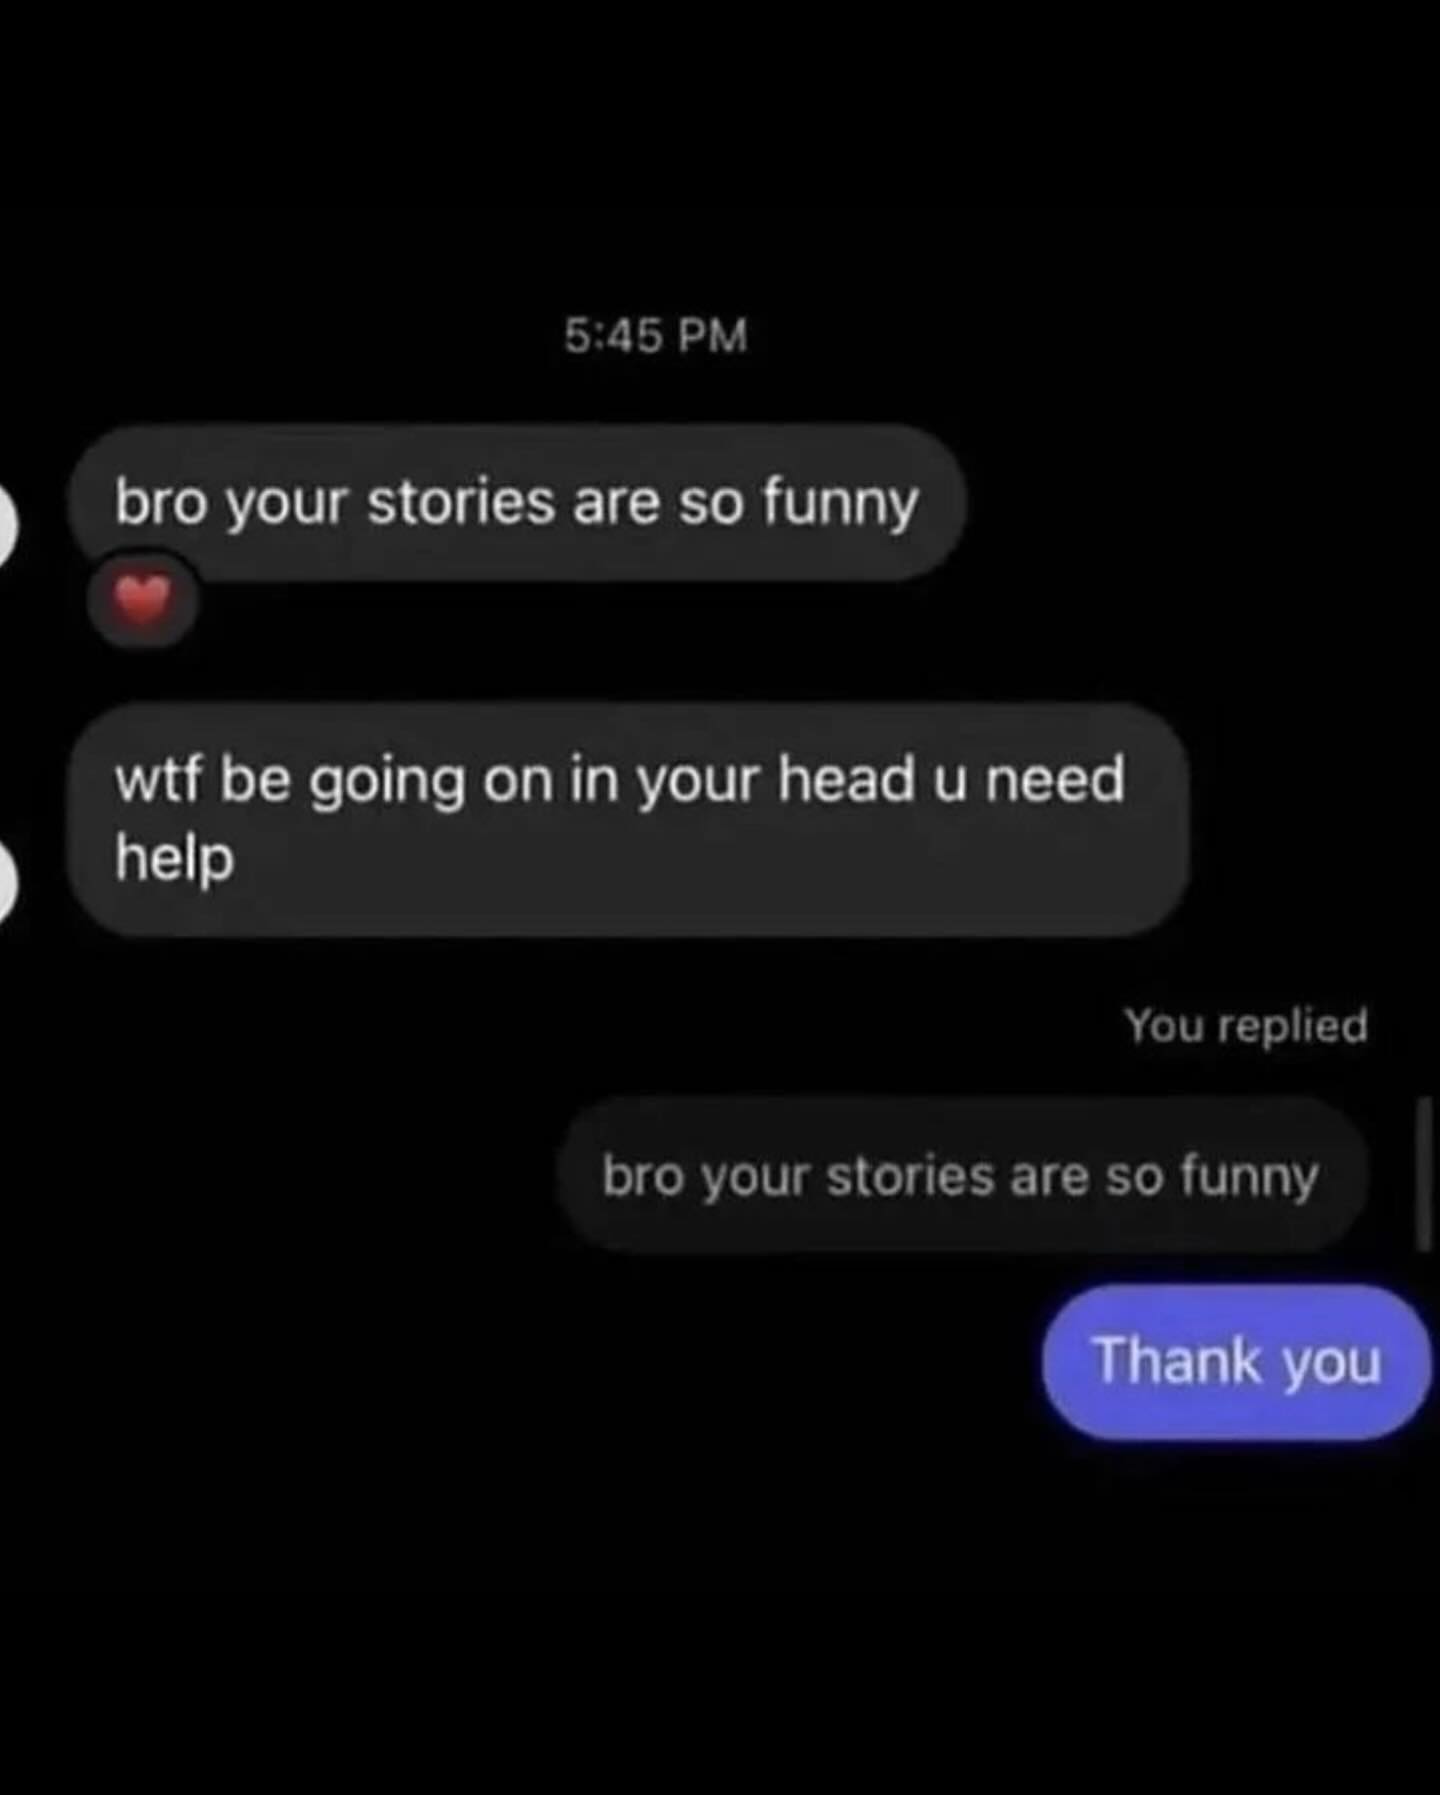 5:45 PM
bro your stories are so funny
❤️
wtf be going on in your head u need
help
You replied
bro your stories are so funny
Thank you